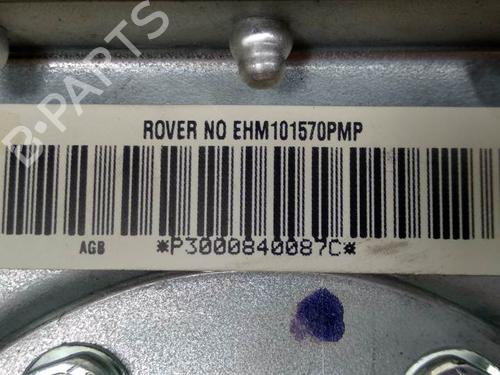 B-PARTS
ROVER NO EHM101570PMP
AGB
*P3000840087C*